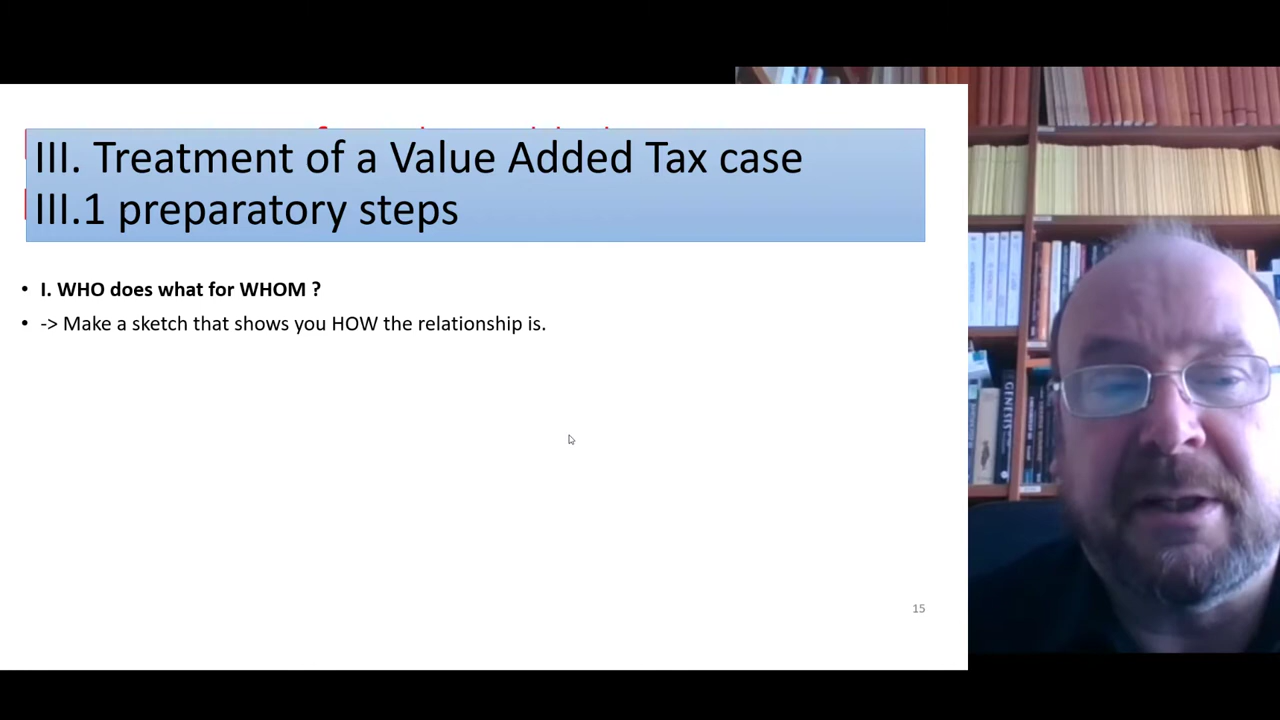 III. Treatment of a Value Added Tax case
III.1 preparatory steps
• I. WHO does what for WHOM ?
• -> Make a sketch that shows you HOW the relationship is.
15
GENESIS